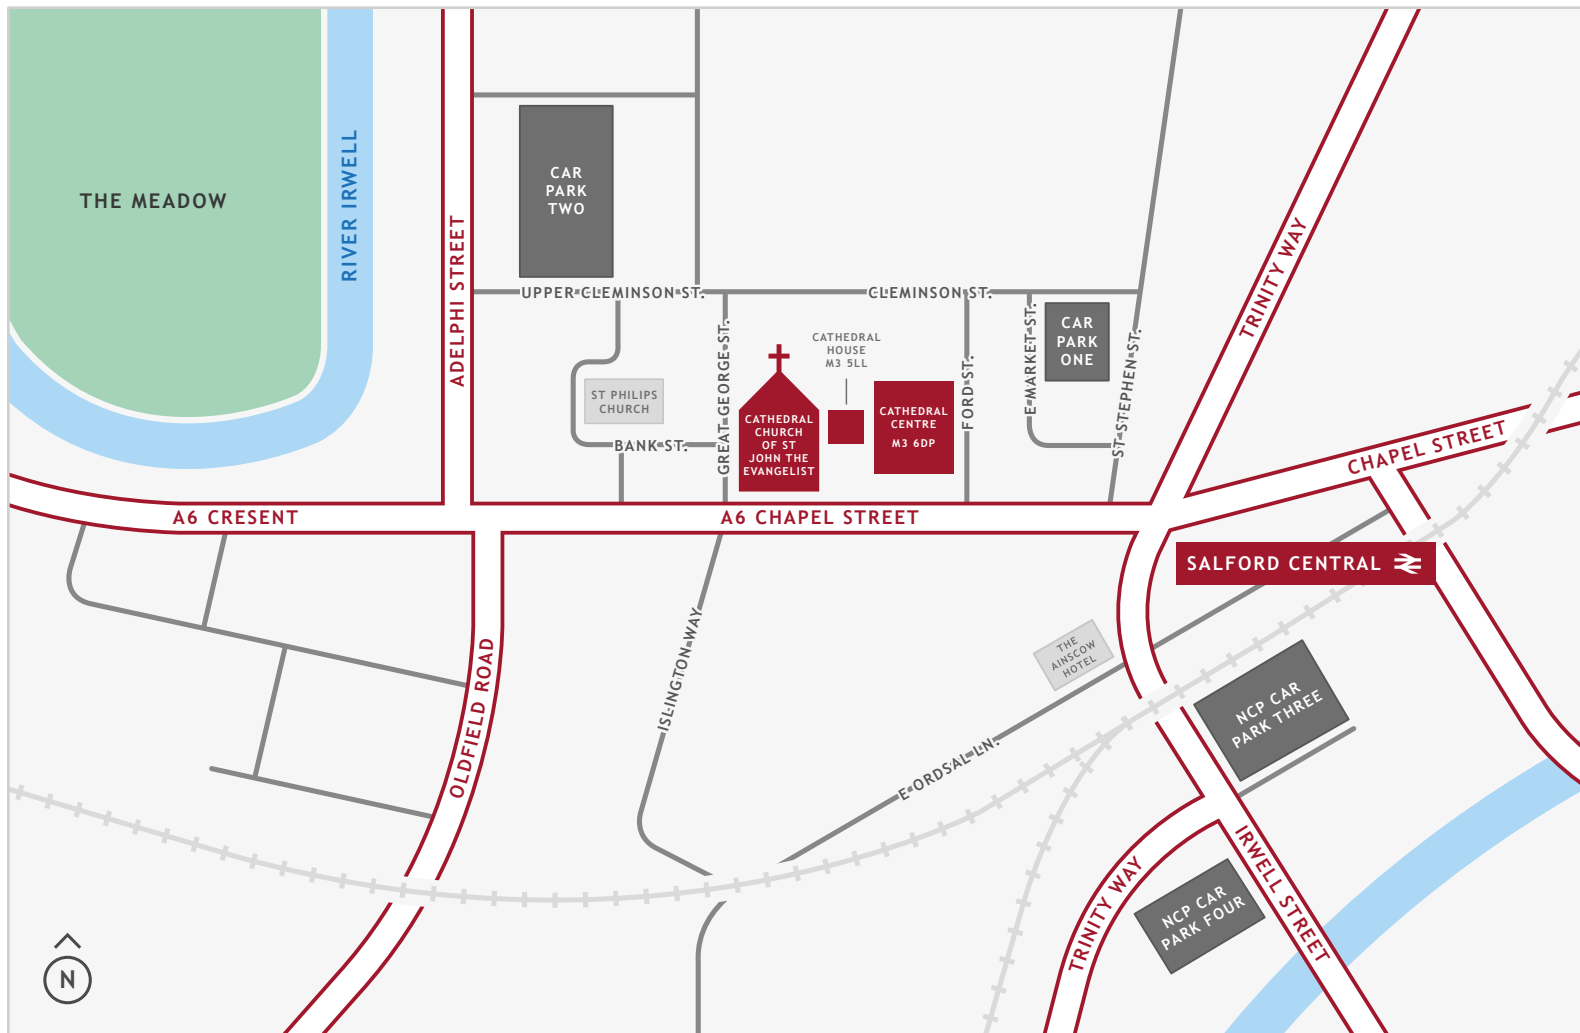 THE MEADOW
RIVER IRWELL
ADELPHI STREET
CAR
PARK
TWO
UPPER CLEMINSON ST.
CLEMINSON ST.
TRINITY WAY
GREAT GEORGE ST.
CATHEDRAL
HOUSE
M3 5LL
FORD ST.
E MARKET ST.
CAR
PARK
ONE
ST STEPHEN ST.
ST PHILIPS
CHURCH
BANK ST.
CATHEDRAL
CHURCH
OF ST
JOHN THE
EVANGELIST
CATHEDRAL
CENTRE
M3 6DP
CHAPEL STREET
A6 CRESENT
A6 CHAPEL STREET
SALFORD CENTRAL
ISLINGTON WAY
THE
AINSCOW
HOTEL
OLDFIELD ROAD
E ORDSAL LN.
NCP CAR
PARK THREE
IRWELL STREET
TRINITY WAY
NCP CAR
PARK FOUR
N